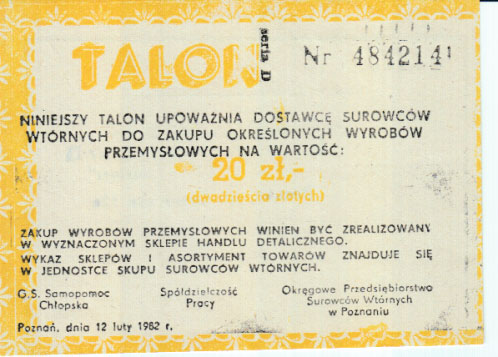 TALON
seria D
Nr 484214
NINIEJSZY TALON UPOWAŻNIA DOSTAWCĘ SUROWCÓW
WTÓRNYCH DO ZAKUPU OKREŚLONYCH WYROBÓW
PRZEMYSŁOWYCH NA WARTOŚĆ:
20 zł,-
(dwadzieścia złotych)
ZAKUP WYROBÓW PRZEMYSŁOWYCH WINIEN BYĆ ZREALIZOWANY
W WYZNACZONYM SKLEPIE HANDLU DETALICZNEGO.
WYKAZ SKLEPÓW I ASORTYMENT TOWARÓW ZNAJDUJE SIĘ
W JEDNOSTCE SKUPU SUROWCÓW WTÓRNYCH.
G.S. Samopomoc Spółdzielczość Okręgowe Przedsiębiorstwo
Chłopska Pracy Surowców Wtórnych
w Poznaniu
Poznań, dnia 12 luty 1982 r.